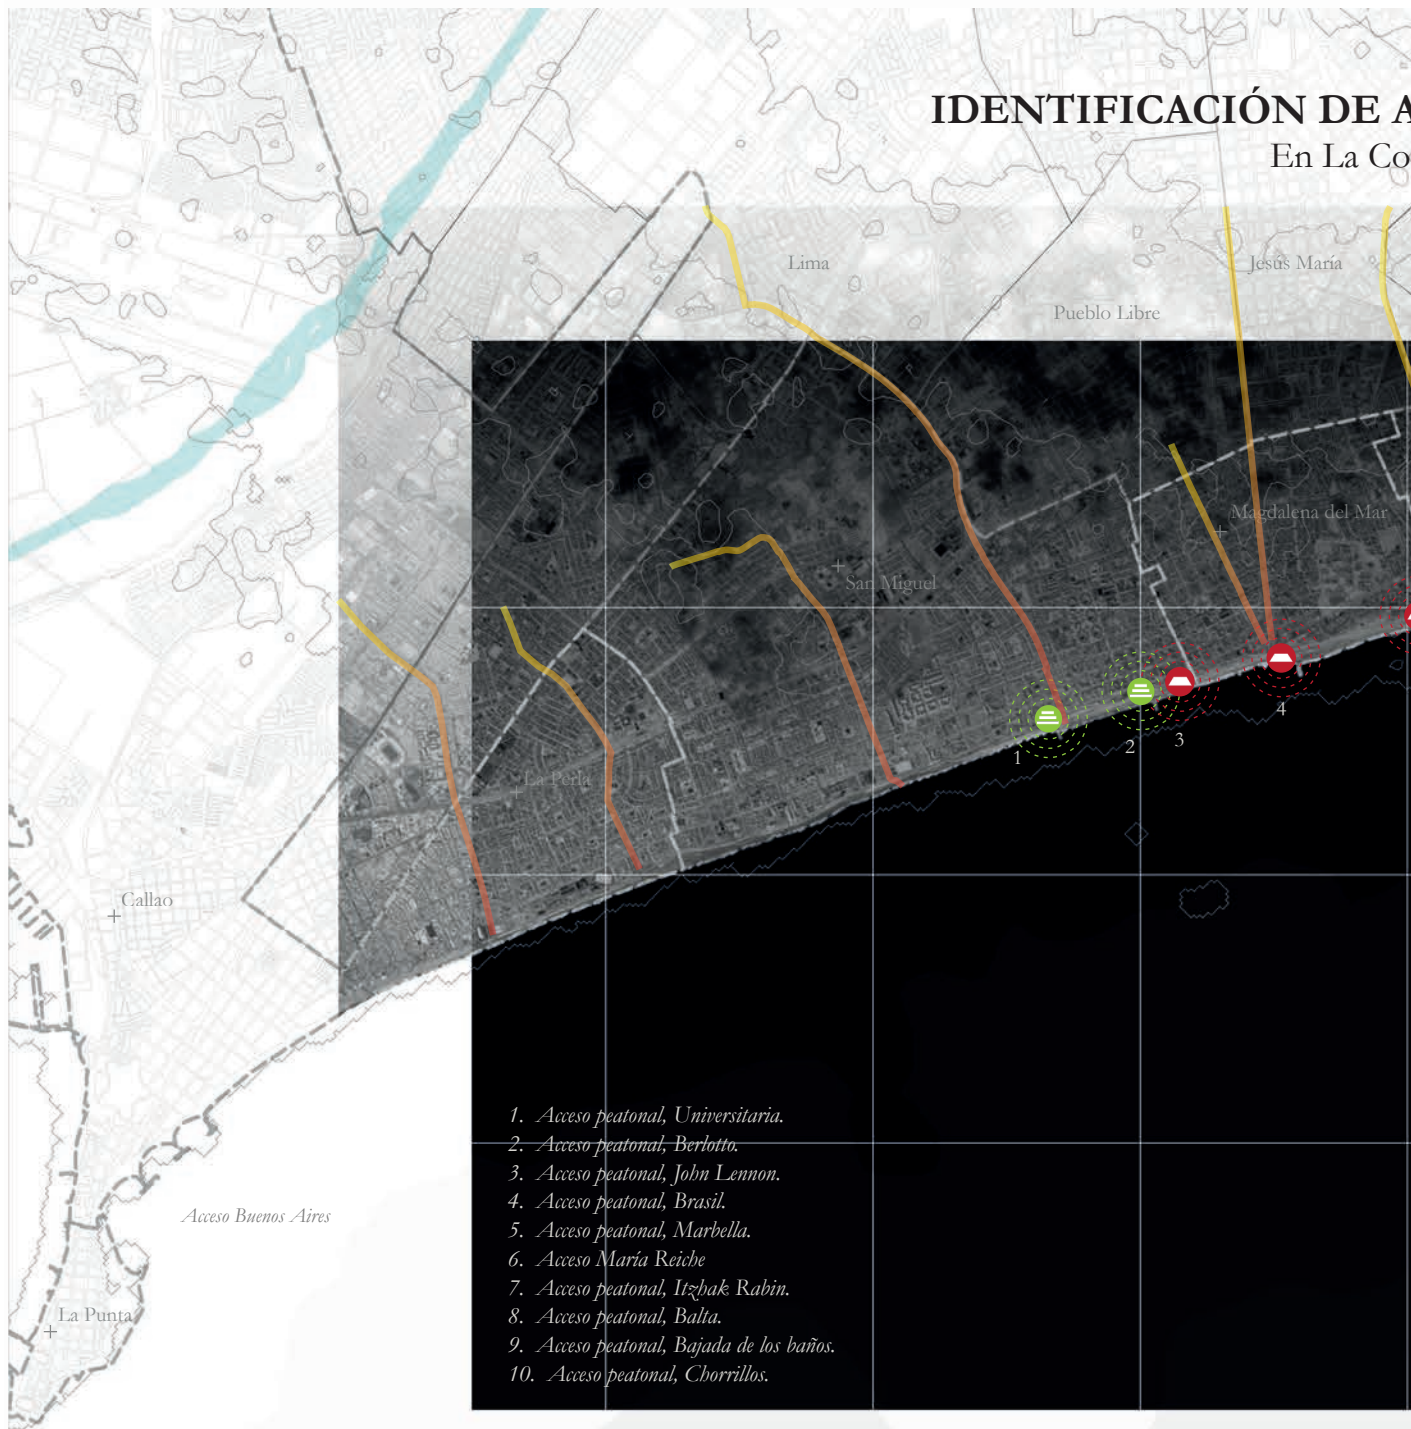 IDENTIFICACIÓN DE A
En La Co
Lima
Jesús María
Pueblo Libre
Magdalena del Mar
San Miguel
La Perla
1
2
3
4
Callao
Acceso Buenos Aires
La Punta
1. Acceso peatonal, Universitaria.
2. Acceso peatonal, Berlotto.
3. Acceso peatonal, John Lennon.
4. Acceso peatonal, Brasil.
5. Acceso peatonal, Marbella.
6. Acceso María Reiche
7. Acceso peatonal, Itzhak Rabin.
8. Acceso peatonal, Balta.
9. Acceso peatonal, Bajada de los baños.
10. Acceso peatonal, Chorrillos.